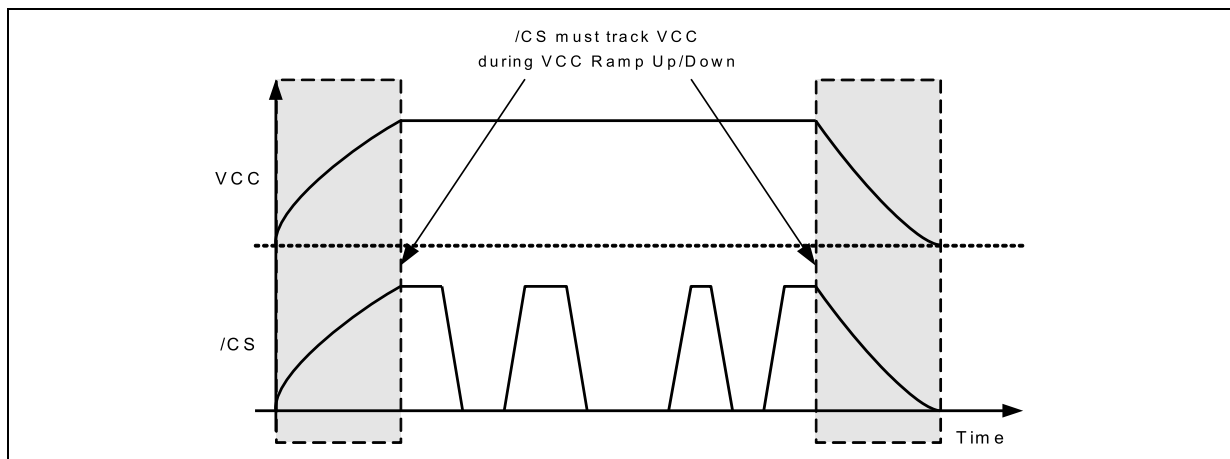 /CS must track VCC
during VCC Ramp Up/Down
VCC
/CS
Time